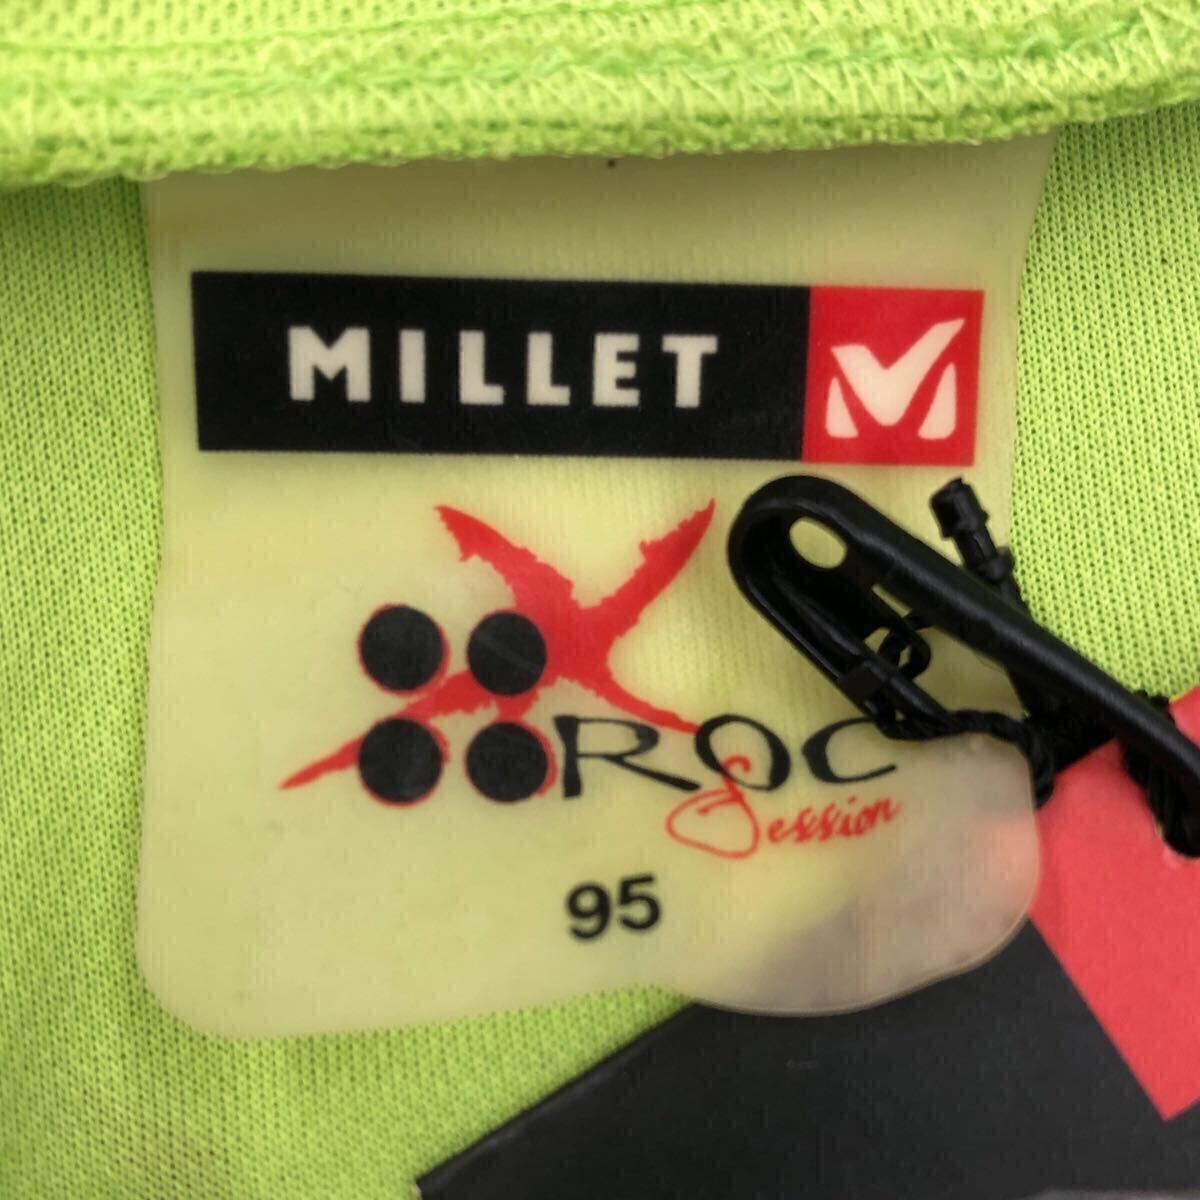 MILLET
ROC
Session
95